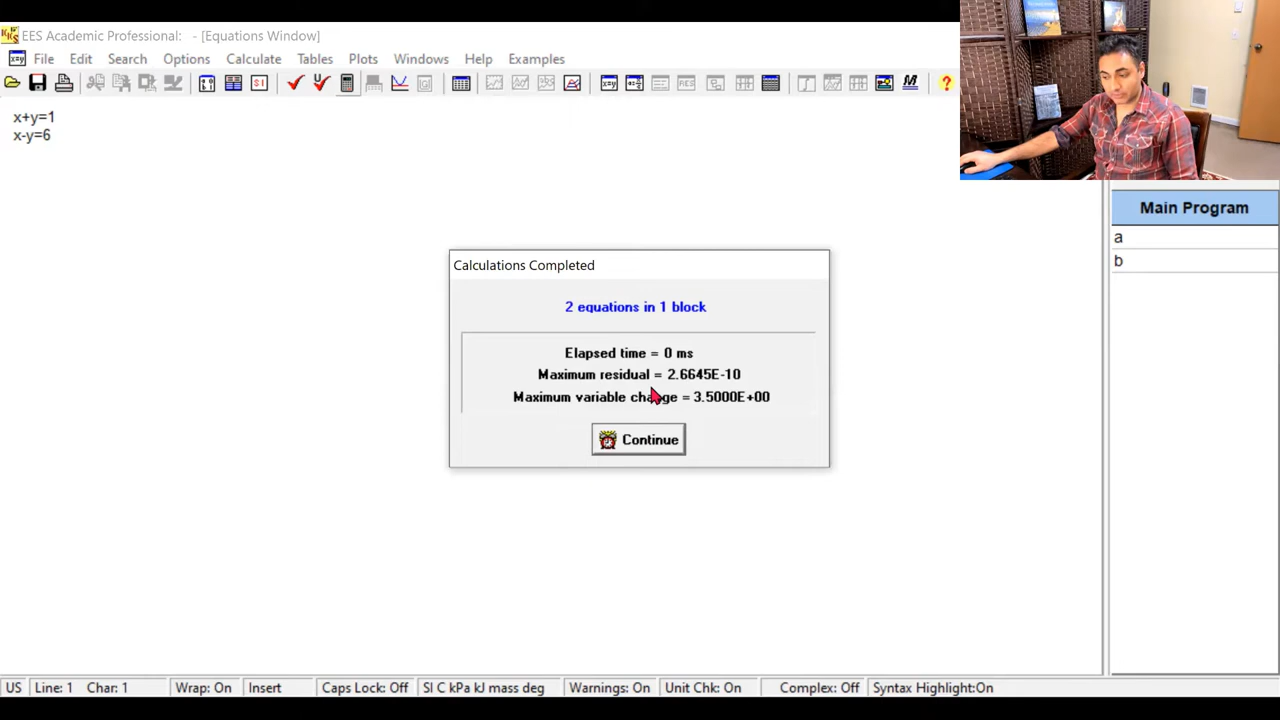 EES Academic Professional: - [Equations Window]
File Edit Search Options Calculate Tables Plots Windows Help Examples
x+y=1
x-y=6
Main Program
a
b
Calculations Completed
2 equations in 1 block
Elapsed time = 0 ms
Maximum residual = 2.6645E-10
Maximum variable change = 3.5000E+00
Continue
US Line: 1 Char: 1 Wrap: On Insert Caps Lock: Off SI C kPa kJ mass deg Warnings: On Unit Chk: On Complex: Off Syntax Highlight:On